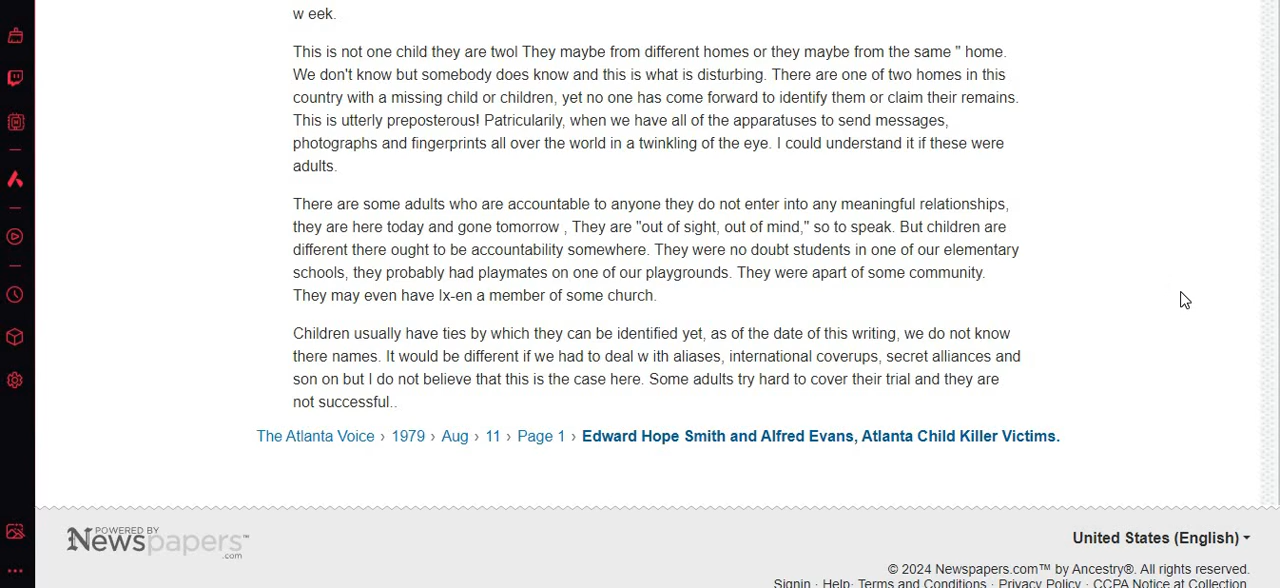 w eek.
This is not one child they are twol They maybe from different homes or they maybe from the same " home.
We don't know but somebody does know and this is what is disturbing. There are one of two homes in this
country with a missing child or children, yet no one has come forward to identify them or claim their remains.
This is utterly preposterous! Patricularily, when we have all of the apparatuses to send messages,
photographs and fingerprints all over the world in a twinkling of the eye. I could understand it if these were
adults.
There are some adults who are accountable to anyone they do not enter into any meaningful relationships,
they are here today and gone tomorrow , They are "out of sight, out of mind," so to speak. But children are
different there ought to be accountability somewhere. They were no doubt students in one of our elementary
schools, they probably had playmates on one of our playgrounds. They were apart of some community.
They may even have lx-en a member of some church.
Children usually have ties by which they can be identified yet, as of the date of this writing, we do not know
there names. It would be different if we had to deal w ith aliases, international coverups, secret alliances and
son on but I do not believe that this is the case here. Some adults try hard to cover their trial and they are
not successful..
The Atlanta Voice › 1979 › Aug › 11 › Page 1 › Edward Hope Smith and Alfred Evans, Atlanta Child Killer Victims.
POWERED BY
Newspapers™
.com
United States (English)
© 2024 Newspapers.com™ by Ancestry®. All rights reserved.
Signin · Help · Terms and Conditions · Privacy Policy · CCPA Notice at Collection